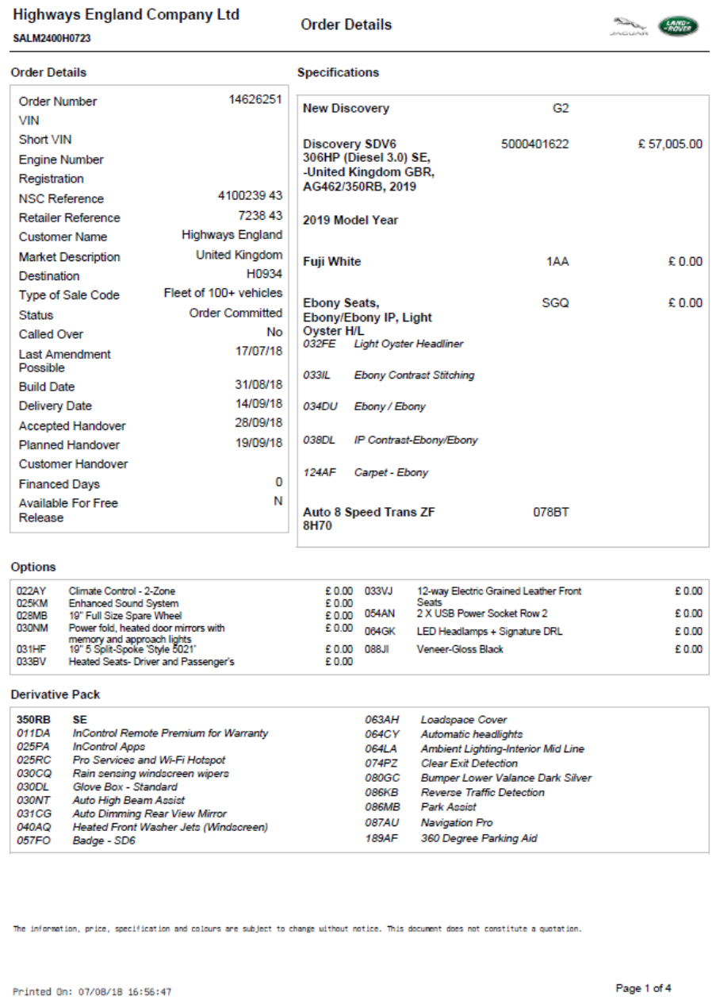 Highways England Company Ltd
SALM2400H0723
Order Details
JAGUAR
LAND-
-ROVER
Order Details
Order Number 14626251
VIN
Short VIN
Engine Number
Registration
NSC Reference 4100239 43
Retailer Reference 7238 43
Customer Name Highways England
Market Description United Kingdom
Destination H0934
Type of Sale Code Fleet of 100+ vehicles
Status Order Committed
Called Over No
Last Amendment 17/07/18
Possible
Build Date 31/08/18
Delivery Date 14/09/18
Accepted Handover 28/09/18
Planned Handover 19/09/18
Customer Handover
Financed Days 0
Available For Free N
Release
Specifications
New Discovery G2
Discovery SDV6 5000401622 £ 57,005.00
306HP (Diesel 3.0) SE,
-United Kingdom GBR,
AG462/350RB, 2019
2019 Model Year
Fuji White 1AA £ 0.00
Ebony Seats, SGQ £ 0.00
Ebony/Ebony IP, Light
Oyster H/L
032FE Light Oyster Headliner
033IL Ebony Contrast Stitching
034DU Ebony / Ebony
038DL IP Contrast-Ebony/Ebony
124AF Carpet - Ebony
Auto 8 Speed Trans ZF 078BT
8H70
Options
022AY Climate Control - 2-Zone £ 0.00
025KM Enhanced Sound System £ 0.00
028MB 19" Full Size Spare Wheel £ 0.00
030NM Power fold, heated door mirrors with £ 0.00
memory and approach lights
031HF 19" 5 Split-Spoke 'Style 5021' £ 0.00
033BV Heated Seats- Driver and Passenger's £ 0.00
033VJ 12-way Electric Grained Leather Front £ 0.00
Seats
054AN 2 X USB Power Socket Row 2 £ 0.00
064GK LED Headlamps + Signature DRL £ 0.00
088JI Veneer-Gloss Black £ 0.00
Derivative Pack
350RB SE
011DA InControl Remote Premium for Warranty
025PA InControl Apps
025RC Pro Services and Wi-Fi Hotspot
030CQ Rain sensing windscreen wipers
030DL Glove Box - Standard
030NT Auto High Beam Assist
031CG Auto Dimming Rear View Mirror
040AQ Heated Front Washer Jets (Windscreen)
057FO Badge - SD6
063AH Loadspace Cover
064CY Automatic headlights
064LA Ambient Lighting-Interior Mid Line
074PZ Clear Exit Detection
080GC Bumper Lower Valance Dark Silver
086KB Reverse Traffic Detection
086MB Park Assist
087AU Navigation Pro
189AF 360 Degree Parking Aid
The information, price, specification and colours are subject to change without notice. This document does not constitute a quotation.
Printed On: 07/08/18 16:56:47
Page 1 of 4